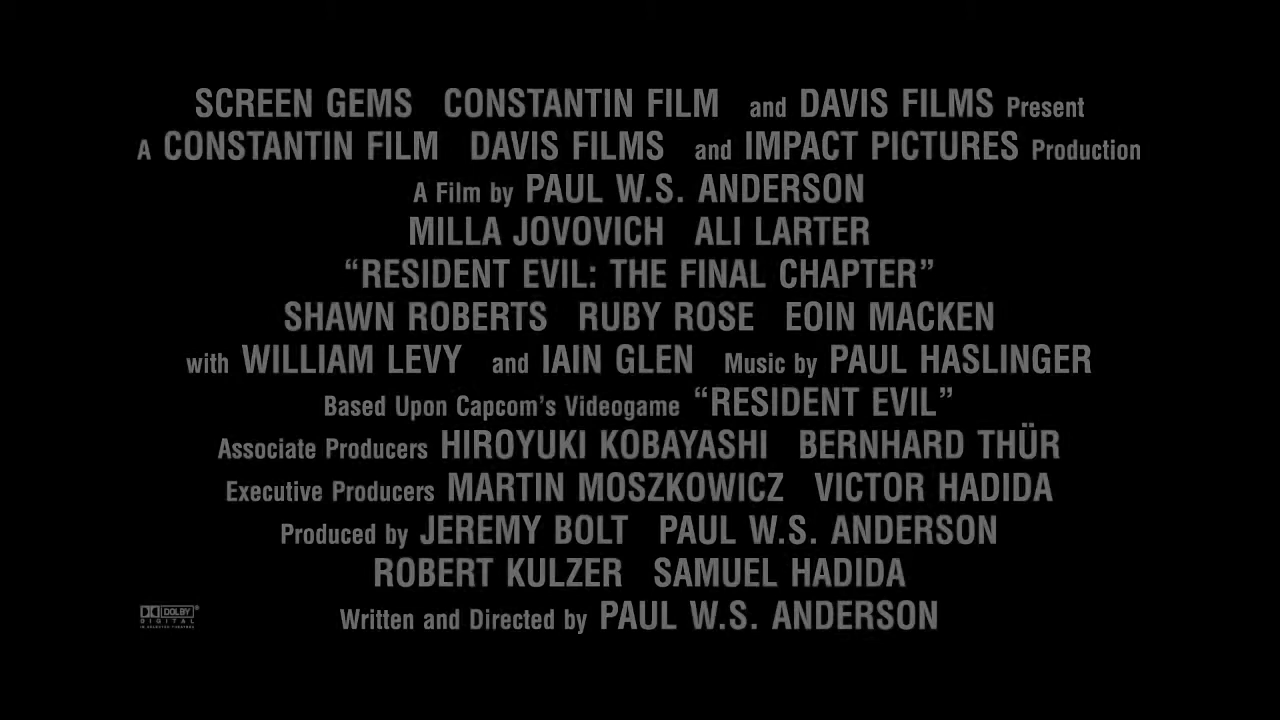 SCREEN GEMS CONSTANTIN FILM and DAVIS FILMS Present
A CONSTANTIN FILM DAVIS FILMS and IMPACT PICTURES Production
A Film by PAUL W.S. ANDERSON
MILLA JOVOVICH ALI LARTER
“RESIDENT EVIL: THE FINAL CHAPTER”
SHAWN ROBERTS RUBY ROSE EOIN MACKEN
with WILLIAM LEVY and IAIN GLEN Music by PAUL HASLINGER
Based Upon Capcom’s Videogame “RESIDENT EVIL”
Associate Producers HIROYUKI KOBAYASHI BERNHARD THÜR
Executive Producers MARTIN MOSZKOWICZ VICTOR HADIDA
Produced by JEREMY BOLT PAUL W.S. ANDERSON
ROBERT KULZER SAMUEL HADIDA
Written and Directed by PAUL W.S. ANDERSON
DOLBY®
DIGITAL